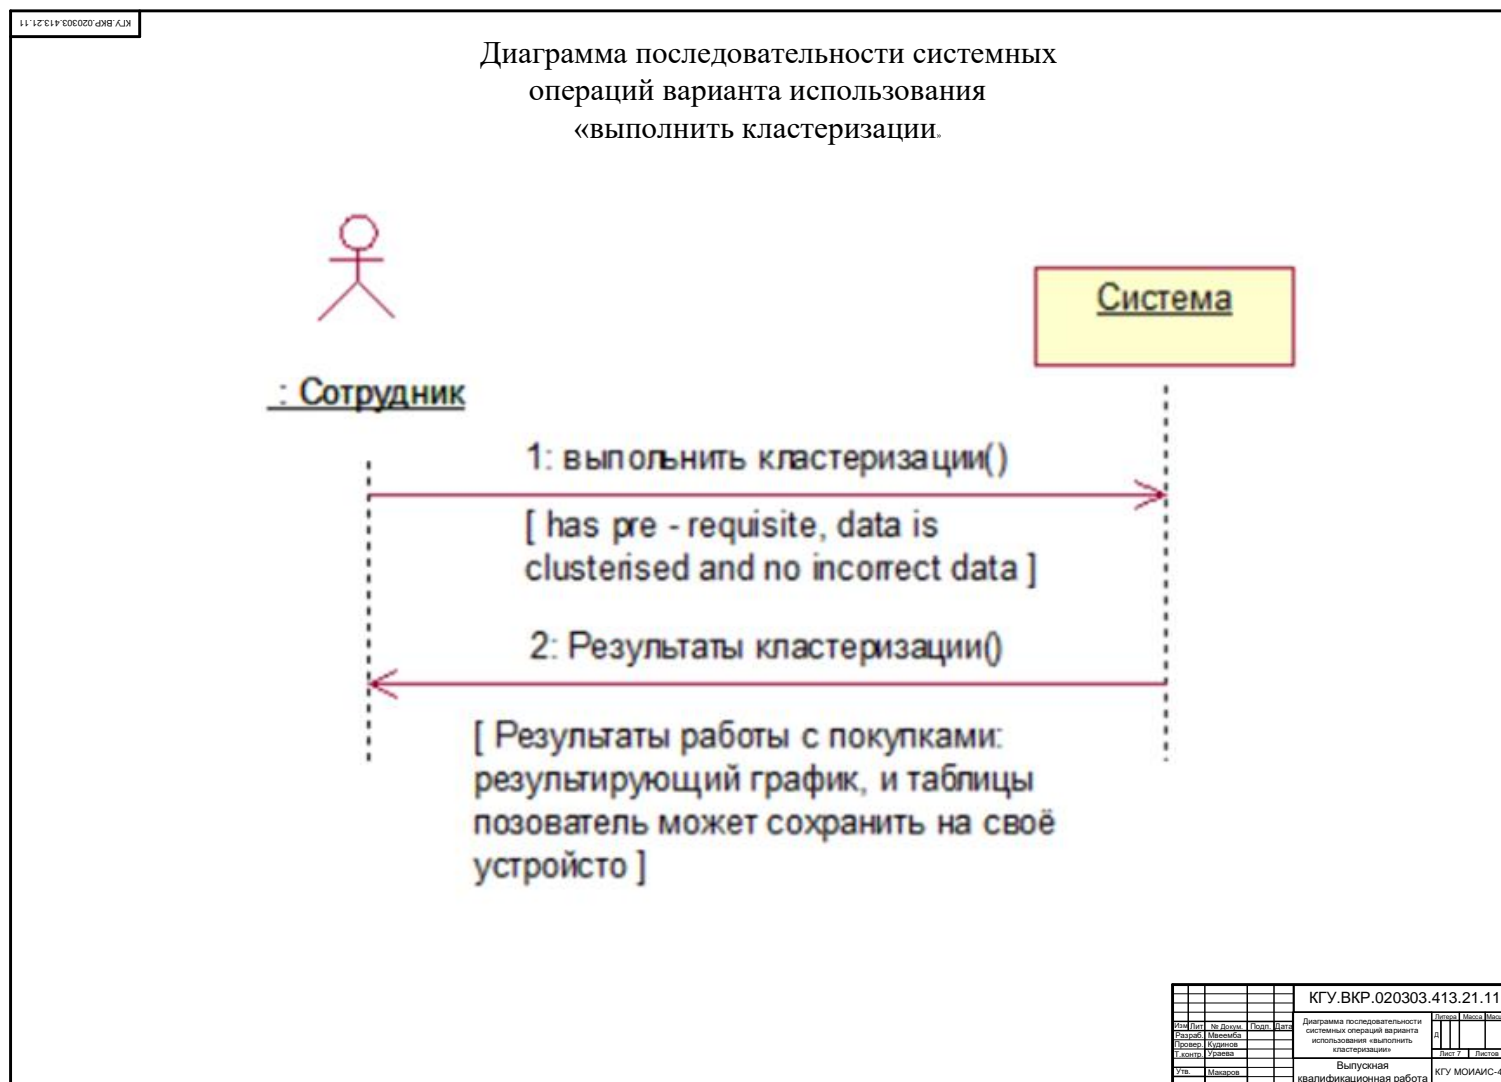 КГУ.ВКР.020303.413.21.11
Диаграмма последовательности системных
операций варианта использования
«выполнить кластеризации»
Система
: Сотрудник
1: выпольнить кластеризации()
[ has pre - requisite, data is
clusterised and no incorrect data ]
2: Результаты кластеризации()
[ Результаты работы с покупками:
результирующий график, и таблицы
позователь может сохранить на своё
устройсто ]
КГУ.ВКР.020303.413.21.11
Диаграмма последовательности
системных операций варианта
использования «выполнить
кластеризации»
Литера Масса
Изм Лит № Докум. Подп. Дата
Разраб. Мвеемба
Д
Провер. Кудинов
Т.контр. Ураева
Лист 7 Листов
Утв. Макаров
Выпускная
квалификационная работа
КГУ МОИАИС-4